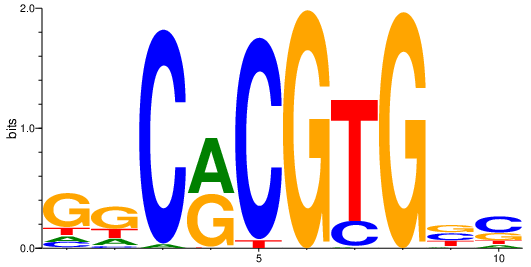 2.0
1.0
0.0
bits
G T A C
G T A C
C A
A G
C T
G
T C
G
G C T
C G T A
5
10